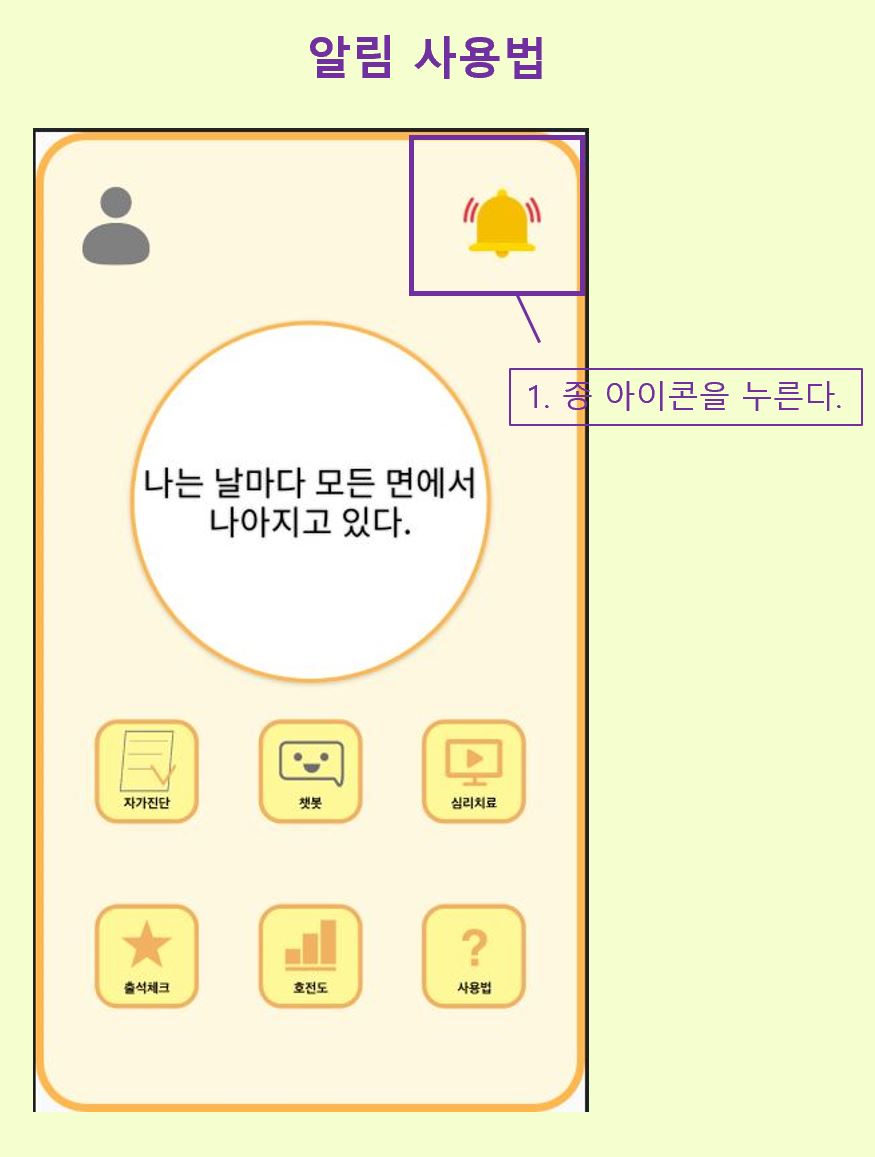 알림 사용법
1. 종 아이콘을 누른다.
나는 날마다 모든 면에서
나아지고 있다.
자가진단
챗봇
심리치료
출석체크
호전도
?
사용법